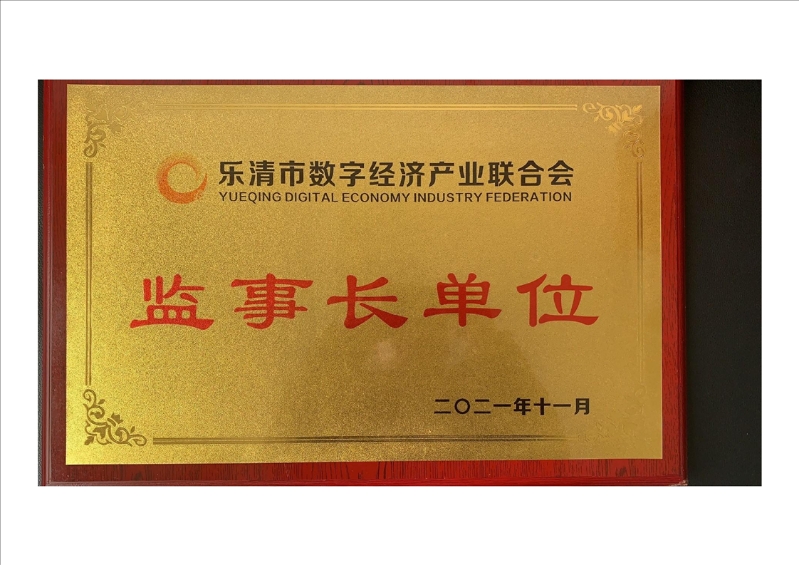 乐清市数字经济产业联合会
YUEQING DIGITAL ECONOMY INDUSTRY FEDERATION
监事长单位
二〇二一年十一月